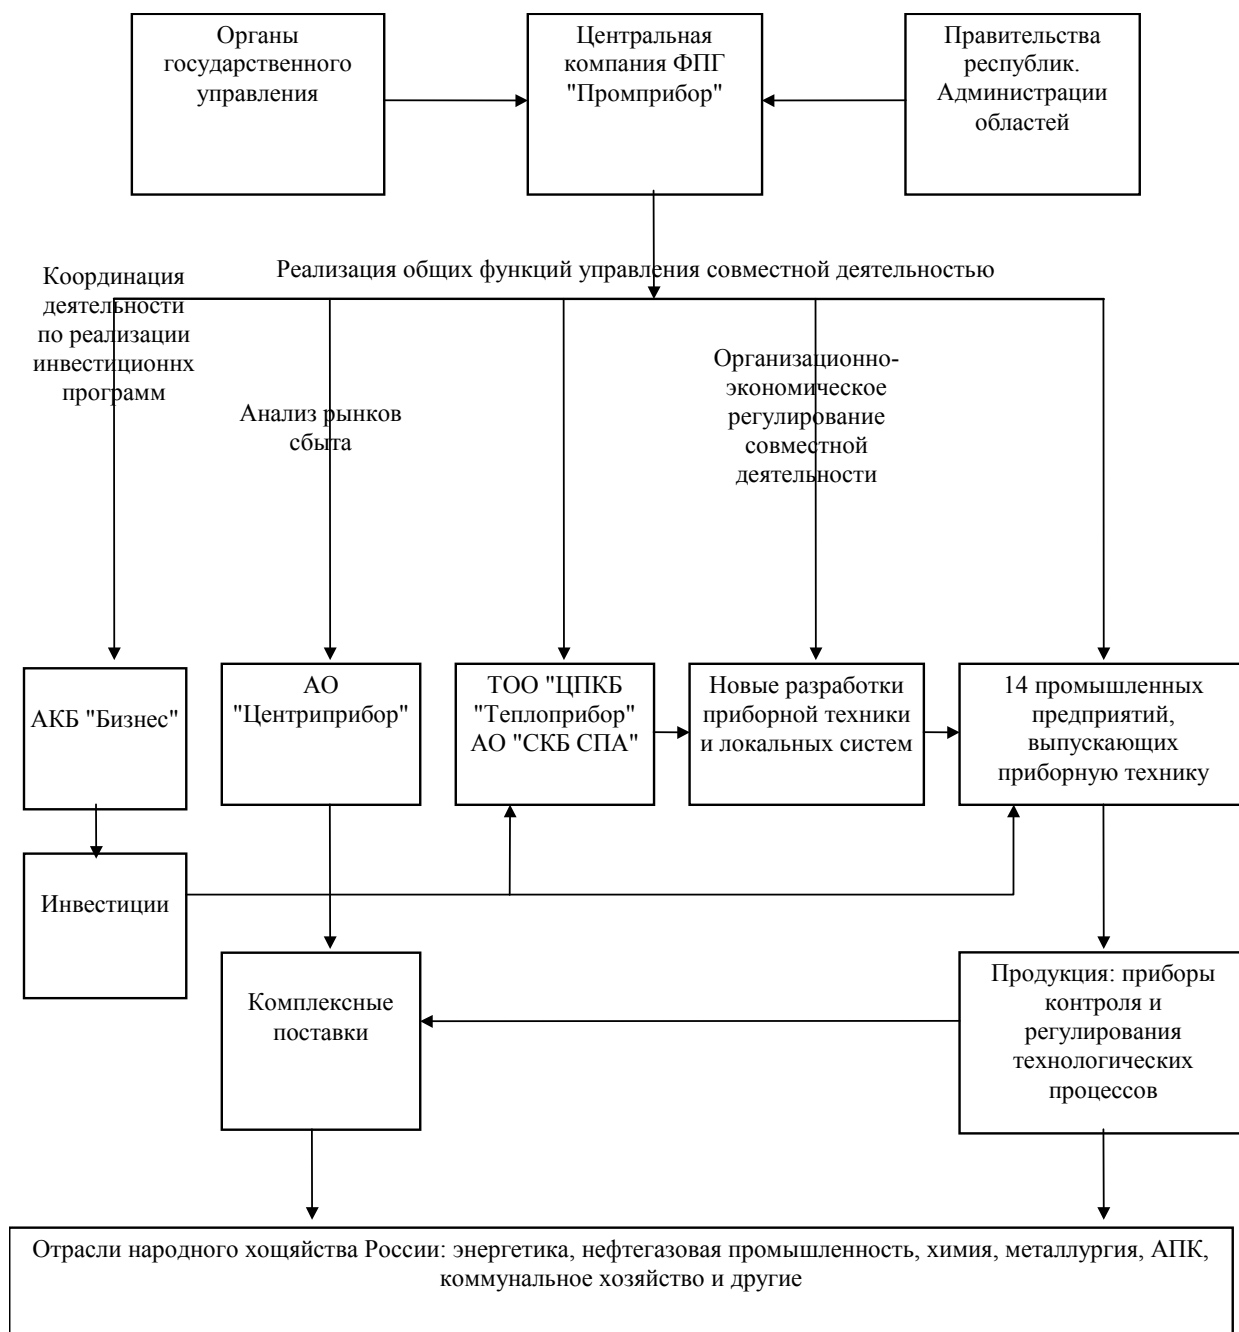 Органы
государственного
управления
Центральная
компания ФПГ
"Промприбор"
Правительства
республик.
Администрации
областей
Реализация общих функций управления совместной деятельностью
Координация
деятельности
по реализации
инвестиционнх
программ
Анализ рынков
сбыта
Организационно-
экономическое
регулирование
совместной
деятельности
АКБ "Бизнес"
АО
"Центриприбор"
ТОО "ЦПКБ
"Теплоприбор"
АО "СКБ СПА"
Новые разработки
приборной техники
и локальных систем
14 промышленных
предприятий,
выпускающих
приборную технику
Инвестиции
Комплексные
поставки
Продукция: приборы
контроля и
регулирования
технологических
процессов
Отрасли народного хощяйства России: энергетика, нефтегазовая промышленность, химия, металлургия, АПК,
коммунальное хозяйство и другие